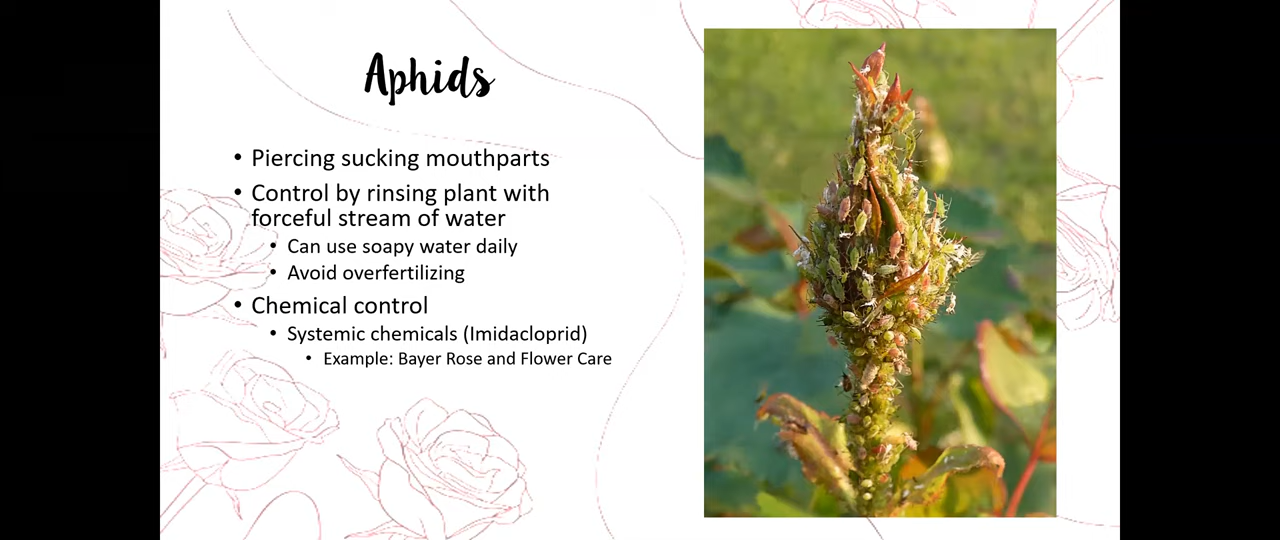 Aphids
• Piercing sucking mouthparts
• Control by rinsing plant with
forceful stream of water
• Can use soapy water daily
• Avoid overfertilizing
• Chemical control
• Systemic chemicals (Imidacloprid)
• Example: Bayer Rose and Flower Care